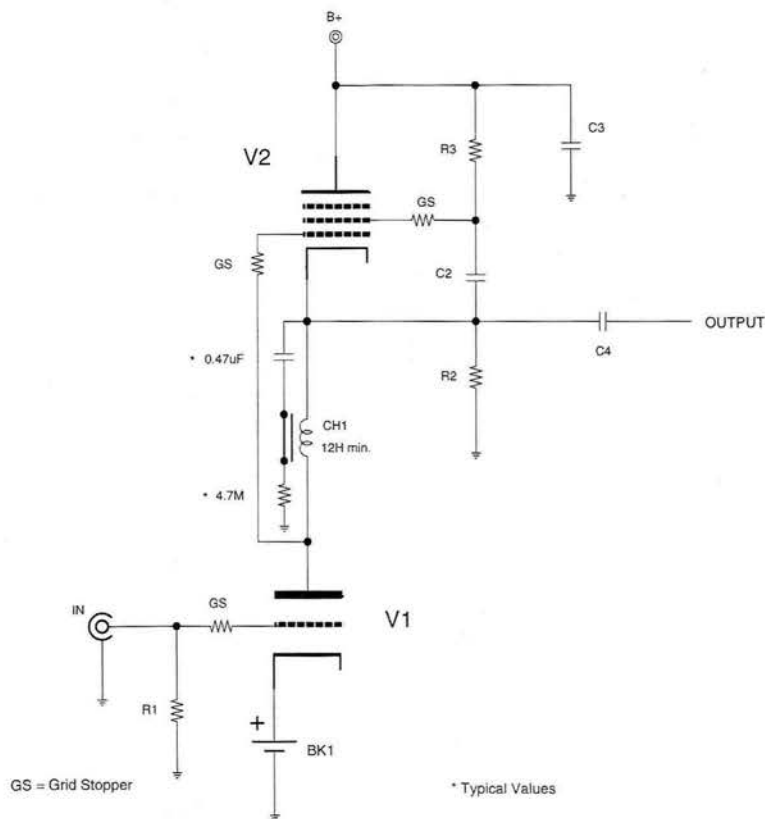 B+
C3
R3
V2
GS
GS
C2
OUTPUT
C4
* 0.47uF
R2
CH1
12H min.
* 4.7M
IN
GS
V1
R1
+
BK1
GS = Grid Stopper
* Typical Values